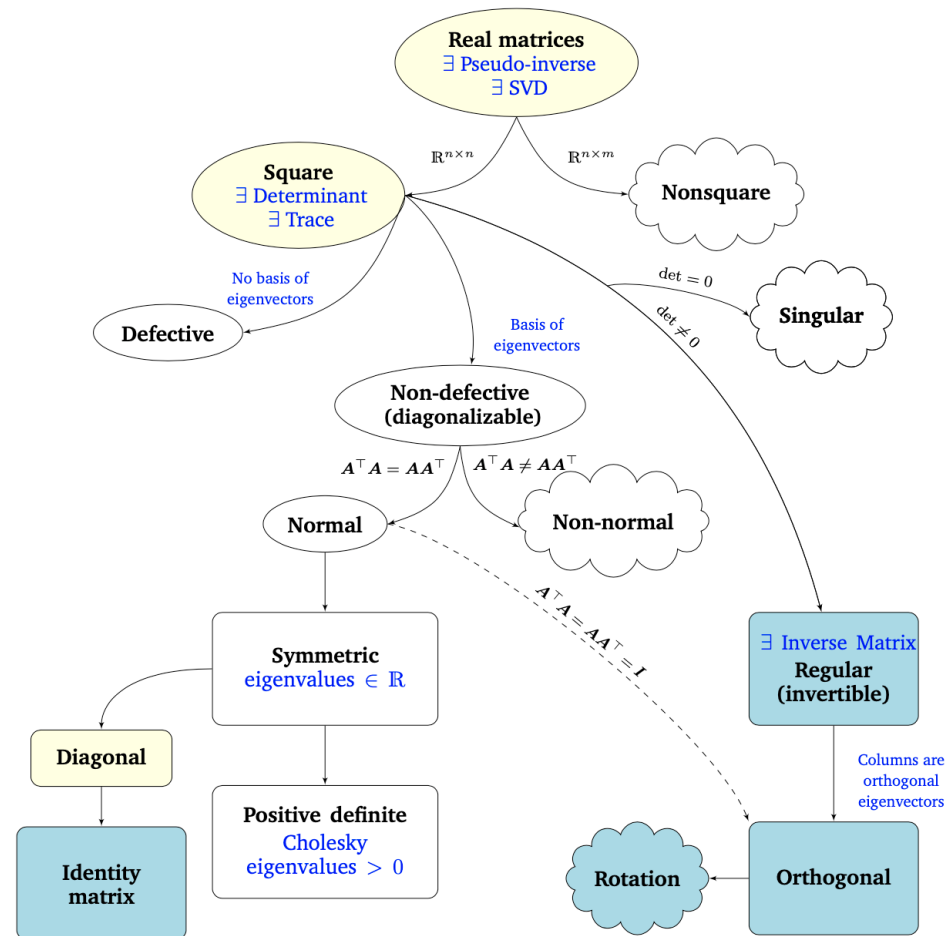 Real matrices
∃ Pseudo-inverse
∃ SVD
ℝⁿˣⁿ
ℝⁿˣᵐ
Square
∃ Determinant
∃ Trace
Nonsquare
No basis of
eigenvectors
det = 0
Defective
Singular
det ≠ 0
Basis of
eigenvectors
Non-defective
(diagonalizable)
A⊤A = AA⊤
A⊤A ≠ AA⊤
Normal
Non-normal
A⊤A = AA⊤ = I
Symmetric
eigenvalues ∈ ℝ
∃ Inverse Matrix
Regular
(invertible)
Diagonal
Columns are
orthogonal
eigenvectors
Positive definite
Cholesky
eigenvalues > 0
Identity
matrix
Rotation
Orthogonal